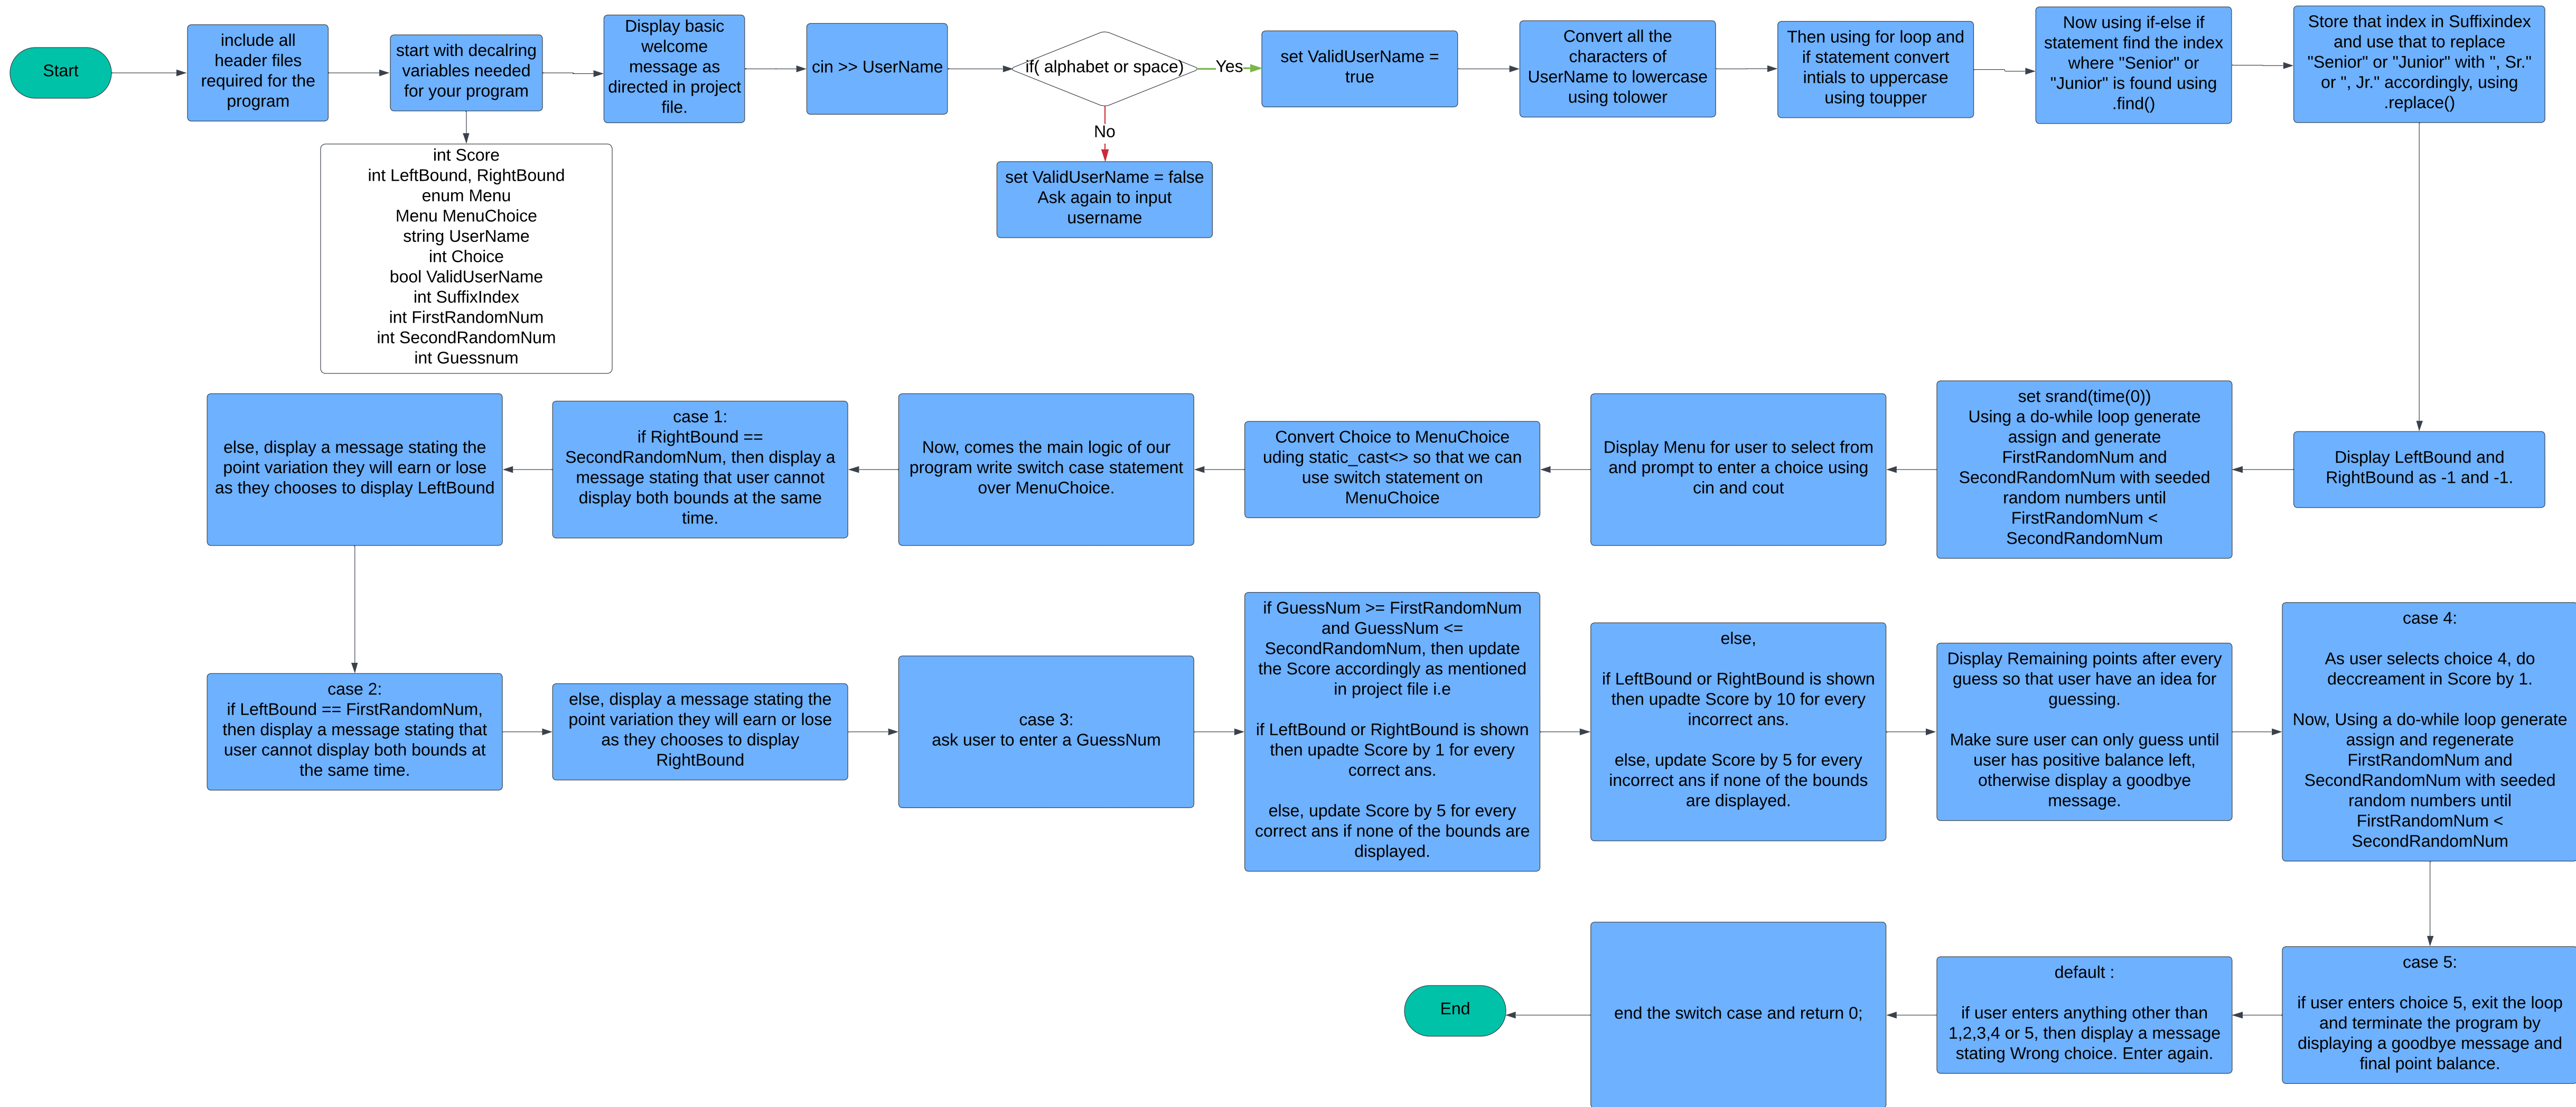 Start
include all
header files
required for the
program
start with decalring
variables needed
for your program
int Score
int LeftBound, RightBound
enum Menu
Menu MenuChoice
string UserName
int Choice
bool ValidUserName
int SuffixIndex
int FirstRandomNum
int SecondRandomNum
int Guessnum
Display basic
welcome
message as
directed in project
file.
cin >> UserName
if( alphabet or space)
Yes
No
set ValidUserName = false
Ask again to input
username
set ValidUserName =
true
Convert all the
characters of
UserName to lowercase
using tolower
Then using for loop and
if statement convert
intials to uppercase
using toupper
Now using if-else if
statement find the index
where "Senior" or
"Junior" is found using
.find()
Store that index in Suffixindex
and use that to replace
"Senior" or "Junior" with ", Sr."
or ", Jr." accordingly, using
.replace()
Display LeftBound and
RightBound as -1 and -1.
set srand(time(0))
Using a do-while loop generate
assign and generate
FirstRandomNum and
SecondRandomNum with seeded
random numbers until
FirstRandomNum <
SecondRandomNum
Display Menu for user to select from
and prompt to enter a choice using
cin and cout
Convert Choice to MenuChoice
uding static_cast<> so that we can
use switch statement on
MenuChoice
Now, comes the main logic of our
program write switch case statement
over MenuChoice.
case 1:
if RightBound ==
SecondRandomNum, then display a
message stating that user cannot
display both bounds at the same
time.
else, display a message stating the
point variation they will earn or lose
as they chooses to display LeftBound
case 2:
if LeftBound == FirstRandomNum,
then display a message stating that
user cannot display both bounds at
the same time.
else, display a message stating the
point variation they will earn or lose
as they chooses to display
RightBound
case 3:
ask user to enter a GuessNum
if GuessNum >= FirstRandomNum
and GuessNum <=
SecondRandomNum, then update
the Score accordingly as mentioned
in project file i.e
if LeftBound or RightBound is shown
then upadte Score by 1 for every
correct ans.
else, update Score by 5 for every
correct ans if none of the bounds are
displayed.
else,
if LeftBound or RightBound is shown
then upadte Score by 10 for every
incorrect ans.
else, update Score by 5 for every
incorrect ans if none of the bounds
are displayed.
Display Remaining points after every
guess so that user have an idea for
guessing.
Make sure user can only guess until
user has positive balance left,
otherwise display a goodbye
message.
case 4:
As user selects choice 4, do
deccreament in Score by 1.
Now, Using a do-while loop generate
assign and regenerate
FirstRandomNum and
SecondRandomNum with seeded
random numbers until
FirstRandomNum <
SecondRandomNum
case 5:
if user enters choice 5, exit the loop
and terminate the program by
displaying a goodbye message and
final point balance.
default :
if user enters anything other than
1,2,3,4 or 5, then display a message
stating Wrong choice. Enter again.
end the switch case and return 0;
End